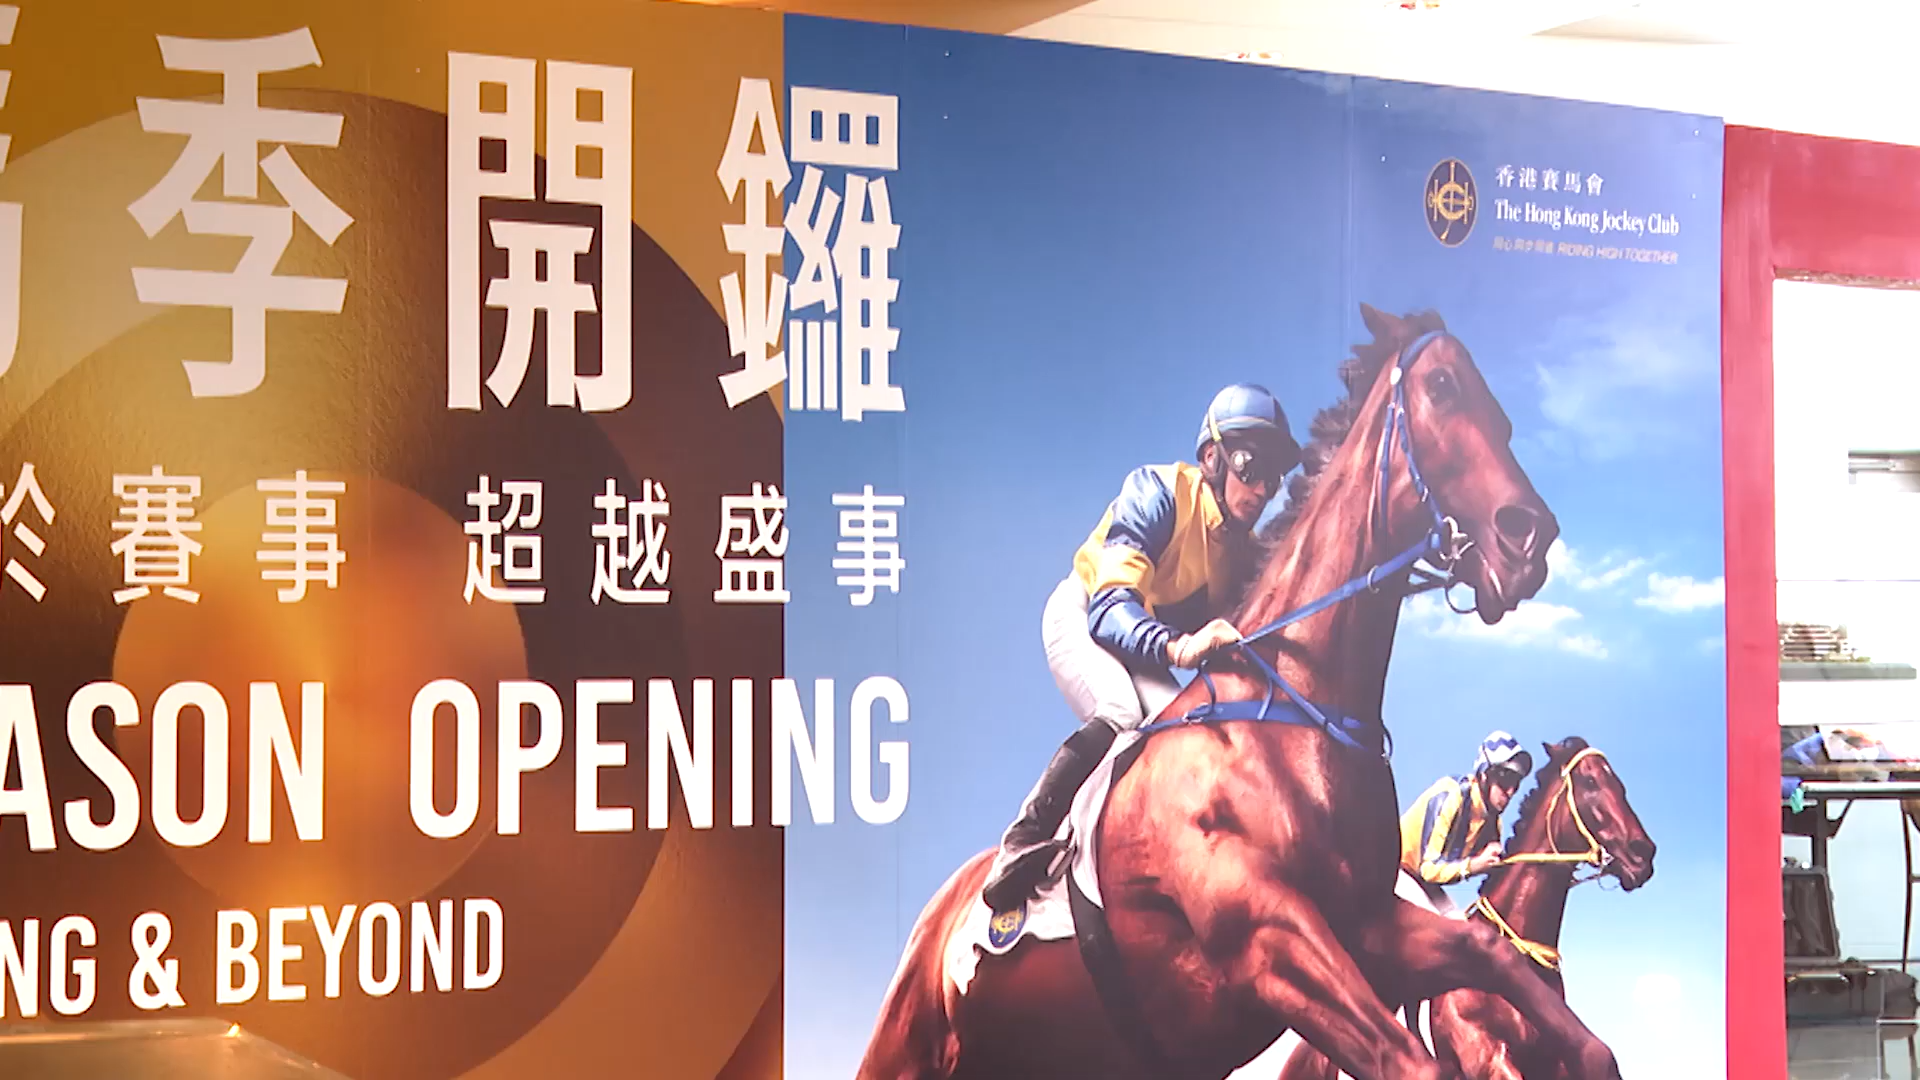 季開鑼
於賽事 超越盛事
ASON OPENING
NG & BEYOND
香港賽馬會
The Hong Kong Jockey Club
RIDING HIGH TOGETHER